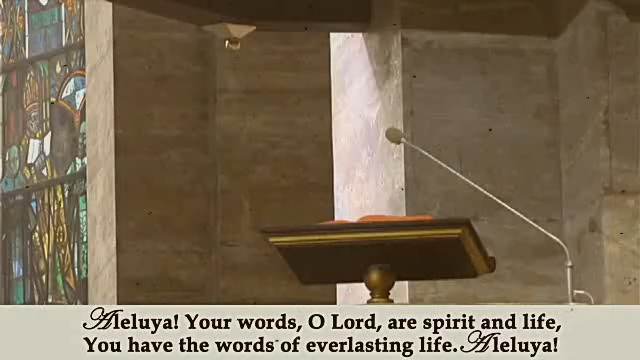 Aleluya! Your words, O Lord, are spirit and life,
You have the words of everlasting life. Aleluya!